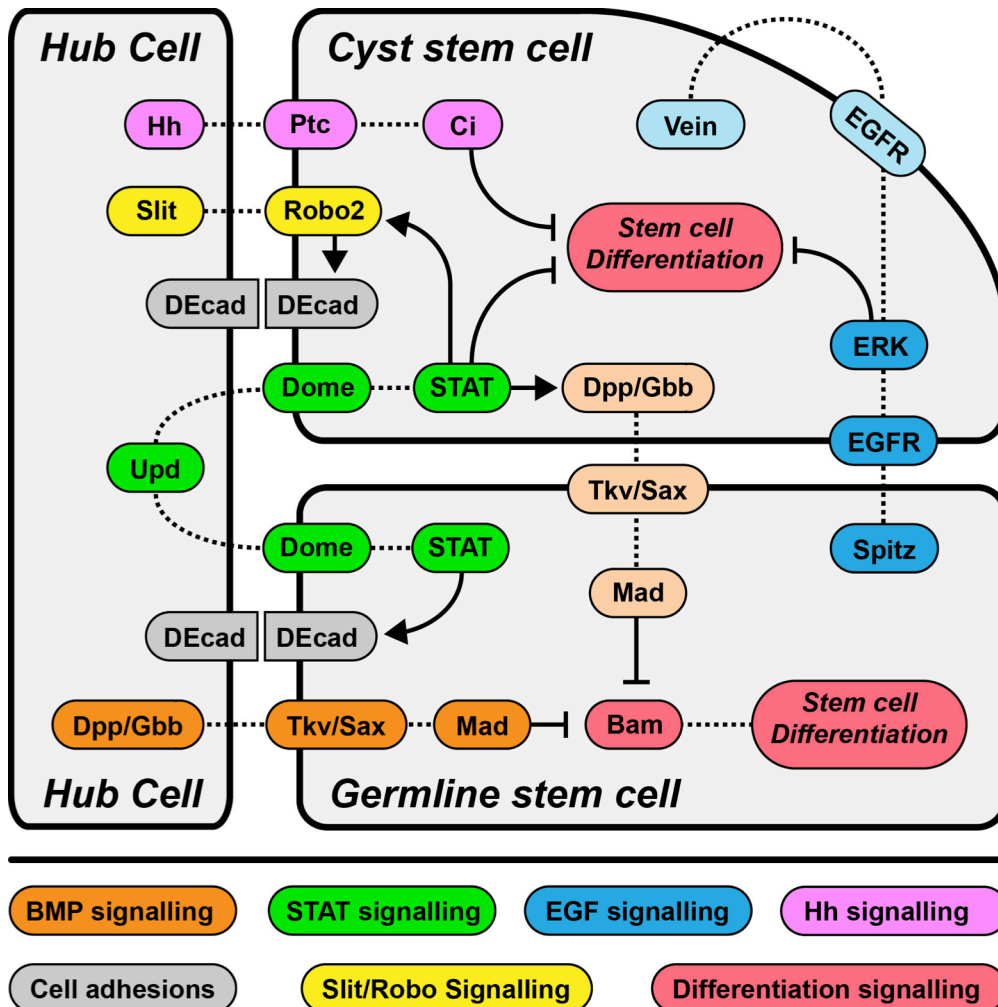 Hub Cell
Cyst stem cell
Hh
Ptc
Ci
Vein
EGFR
Slit
Robo2
Stem cell
Differentiation
DEcad
DEcad
ERK
Dome
STAT
Dpp/Gbb
EGFR
Upd
Tkv/Sax
Dome
STAT
Spitz
Mad
DEcad
DEcad
Dpp/Gbb
Tkv/Sax
Mad
Bam
Stem cell
Differentiation
Hub Cell
Germline stem cell
BMP signalling
STAT signalling
EGF signalling
Hh signalling
Cell adhesions
Slit/Robo Signalling
Differentiation signalling